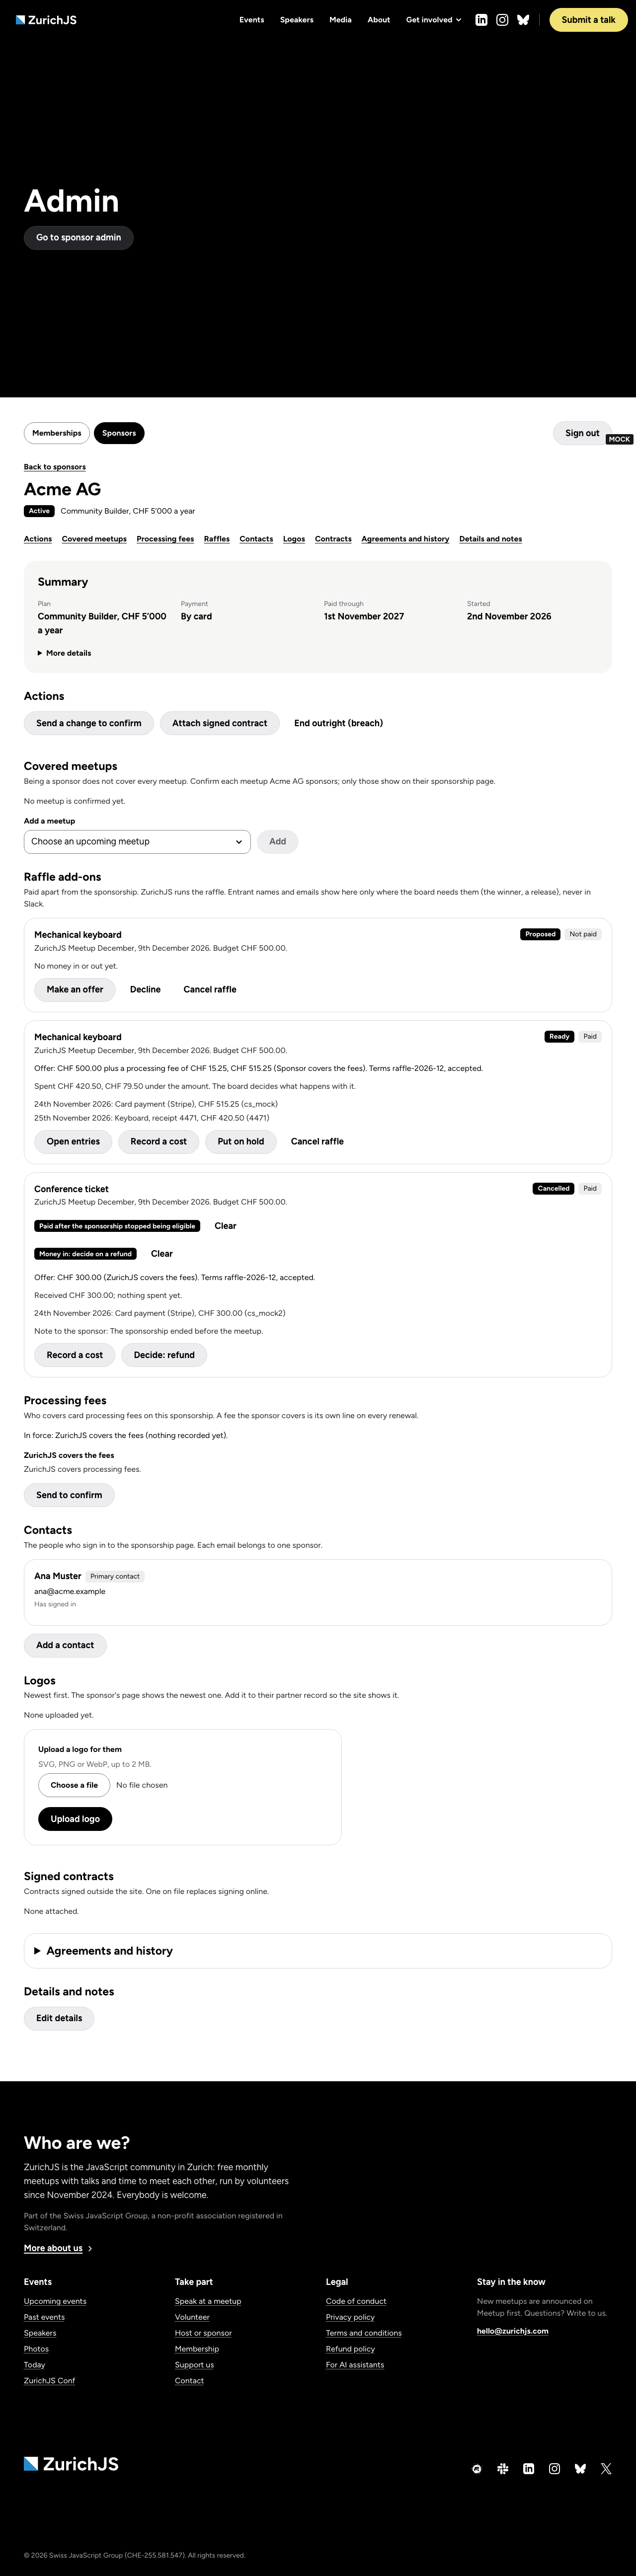 ZurichJS
Events Speakers Media About Get involved Submit a talk
Admin
Go to sponsor admin
Memberships Sponsors Sign out
MOCK
Back to sponsors
Acme AG
Active Community Builder, CHF 5'000 a year
Actions Covered meetups Processing fees Raffles Contacts Logos Contracts Agreements and history Details and notes
Summary
Plan Payment Paid through Started
Community Builder, CHF 5'000 By card 1st November 2027 2nd November 2026
a year
More details
Actions
Send a change to confirm Attach signed contract End outright (breach)
Covered meetups
Being a sponsor does not cover every meetup. Confirm each meetup Acme AG sponsors; only those show on their sponsorship page.
No meetup is confirmed yet.
Add a meetup
Choose an upcoming meetup Add
Raffle add-ons
Paid apart from the sponsorship. ZurichJS runs the raffle. Entrant names and emails show here only where the board needs them (the winner, a release), never in
Slack.
Mechanical keyboard Proposed Not paid
ZurichJS Meetup December, 9th December 2026. Budget CHF 500.00.
No money in or out yet.
Make an offer Decline Cancel raffle
Mechanical keyboard Ready Paid
ZurichJS Meetup December, 9th December 2026. Budget CHF 500.00.
Offer: CHF 500.00 plus a processing fee of CHF 15.25, CHF 515.25 (Sponsor covers the fees). Terms raffle-2026-12, accepted.
Spent CHF 420.50, CHF 79.50 under the amount. The board decides what happens with it.
24th November 2026: Card payment (Stripe), CHF 515.25 (cs_mock)
25th November 2026: Keyboard, receipt 4471, CHF 420.50 (4471)
Open entries Record a cost Put on hold Cancel raffle
Conference ticket Cancelled Paid
ZurichJS Meetup December, 9th December 2026. Budget CHF 500.00.
Paid after the sponsorship stopped being eligible Clear
Money in: decide on a refund Clear
Offer: CHF 300.00 (ZurichJS covers the fees). Terms raffle-2026-12, accepted.
Received CHF 300.00; nothing spent yet.
24th November 2026: Card payment (Stripe), CHF 300.00 (cs_mock2)
Note to the sponsor: The sponsorship ended before the meetup.
Record a cost Decide: refund
Processing fees
Who covers card processing fees on this sponsorship. A fee the sponsor covers is its own line on every renewal.
In force: ZurichJS covers the fees (nothing recorded yet).
ZurichJS covers the fees
ZurichJS covers processing fees.
Send to confirm
Contacts
The people who sign in to the sponsorship page. Each email belongs to one sponsor.
Ana Muster Primary contact
ana@acme.example
Has signed in
Add a contact
Logos
Newest first. The sponsor's page shows the newest one. Add it to their partner record so the site shows it.
None uploaded yet.
Upload a logo for them
SVG, PNG or WebP, up to 2 MB.
Choose a file No file chosen
Upload logo
Signed contracts
Contracts signed outside the site. One on file replaces signing online.
None attached.
Agreements and history
Details and notes
Edit details
Who are we?
ZurichJS is the JavaScript community in Zurich: free monthly
meetups with talks and time to meet each other, run by volunteers
since November 2024. Everybody is welcome.
Part of the Swiss JavaScript Group, a non-profit association registered in
Switzerland.
More about us
Events Take part Legal Stay in the know
Upcoming events Speak at a meetup Code of conduct New meetups are announced on
Past events Volunteer Privacy policy Meetup first. Questions? Write to us.
Speakers Host or sponsor Terms and conditions hello@zurichjs.com
Photos Membership Refund policy
Today Support us For AI assistants
ZurichJS Conf Contact
ZurichJS
© 2026 Swiss JavaScript Group (CHE-255.581.547). All rights reserved.